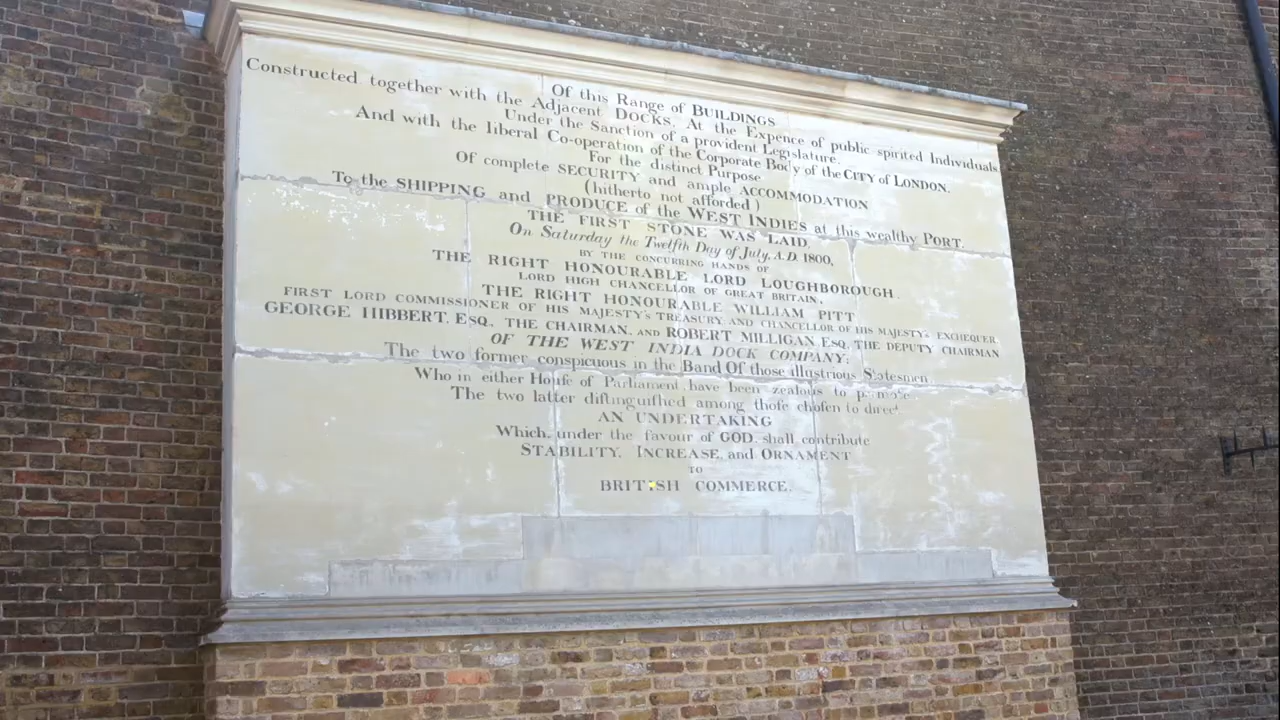 Of this Range of BUILDINGS
Constructed together with the Adjacent DOCKS, At the Expence of public spirited Individuals
Under the Sanction of a provident Legislature,
And with the liberal Co-operation of the Corporate Body of the CITY of LONDON,
For the distinct Purpose
Of complete SECURITY and ample ACCOMMODATION
(hitherto not afforded)
To the SHIPPING and PRODUCE of the WEST INDIES at this wealthy PORT.
THE FIRST STONE WAS LAID,
On Saturday the Twelfth Day of July, A.D. 1800,
BY THE CONCURRING HANDS OF
THE RIGHT HONOURABLE LORD LOUGHBOROUGH,
LORD HIGH CHANCELLOR OF GREAT BRITAIN,
THE RIGHT HONOURABLE WILLIAM PITT
FIRST LORD COMMISSIONER OF HIS MAJESTY'S TREASURY AND CHANCELLOR OF HIS MAJESTY'S EXCHEQUER,
GEORGE HIBBERT, ESQ., THE CHAIRMAN, AND ROBERT MILLIGAN ESQ. THE DEPUTY CHAIRMAN
OF THE WEST INDIA DOCK COMPANY:
The two former conspicuous in the Band Of those illustrious Statesmen
Who in either Houſe of Parliament have been zealous to promote
The two latter diſtinguiſhed among thoſe choſen to direct
AN UNDERTAKING
Which, under the favour of GOD, shall contribute
STABILITY, INCREASE, and ORNAMENT
TO
BRITISH COMMERCE.